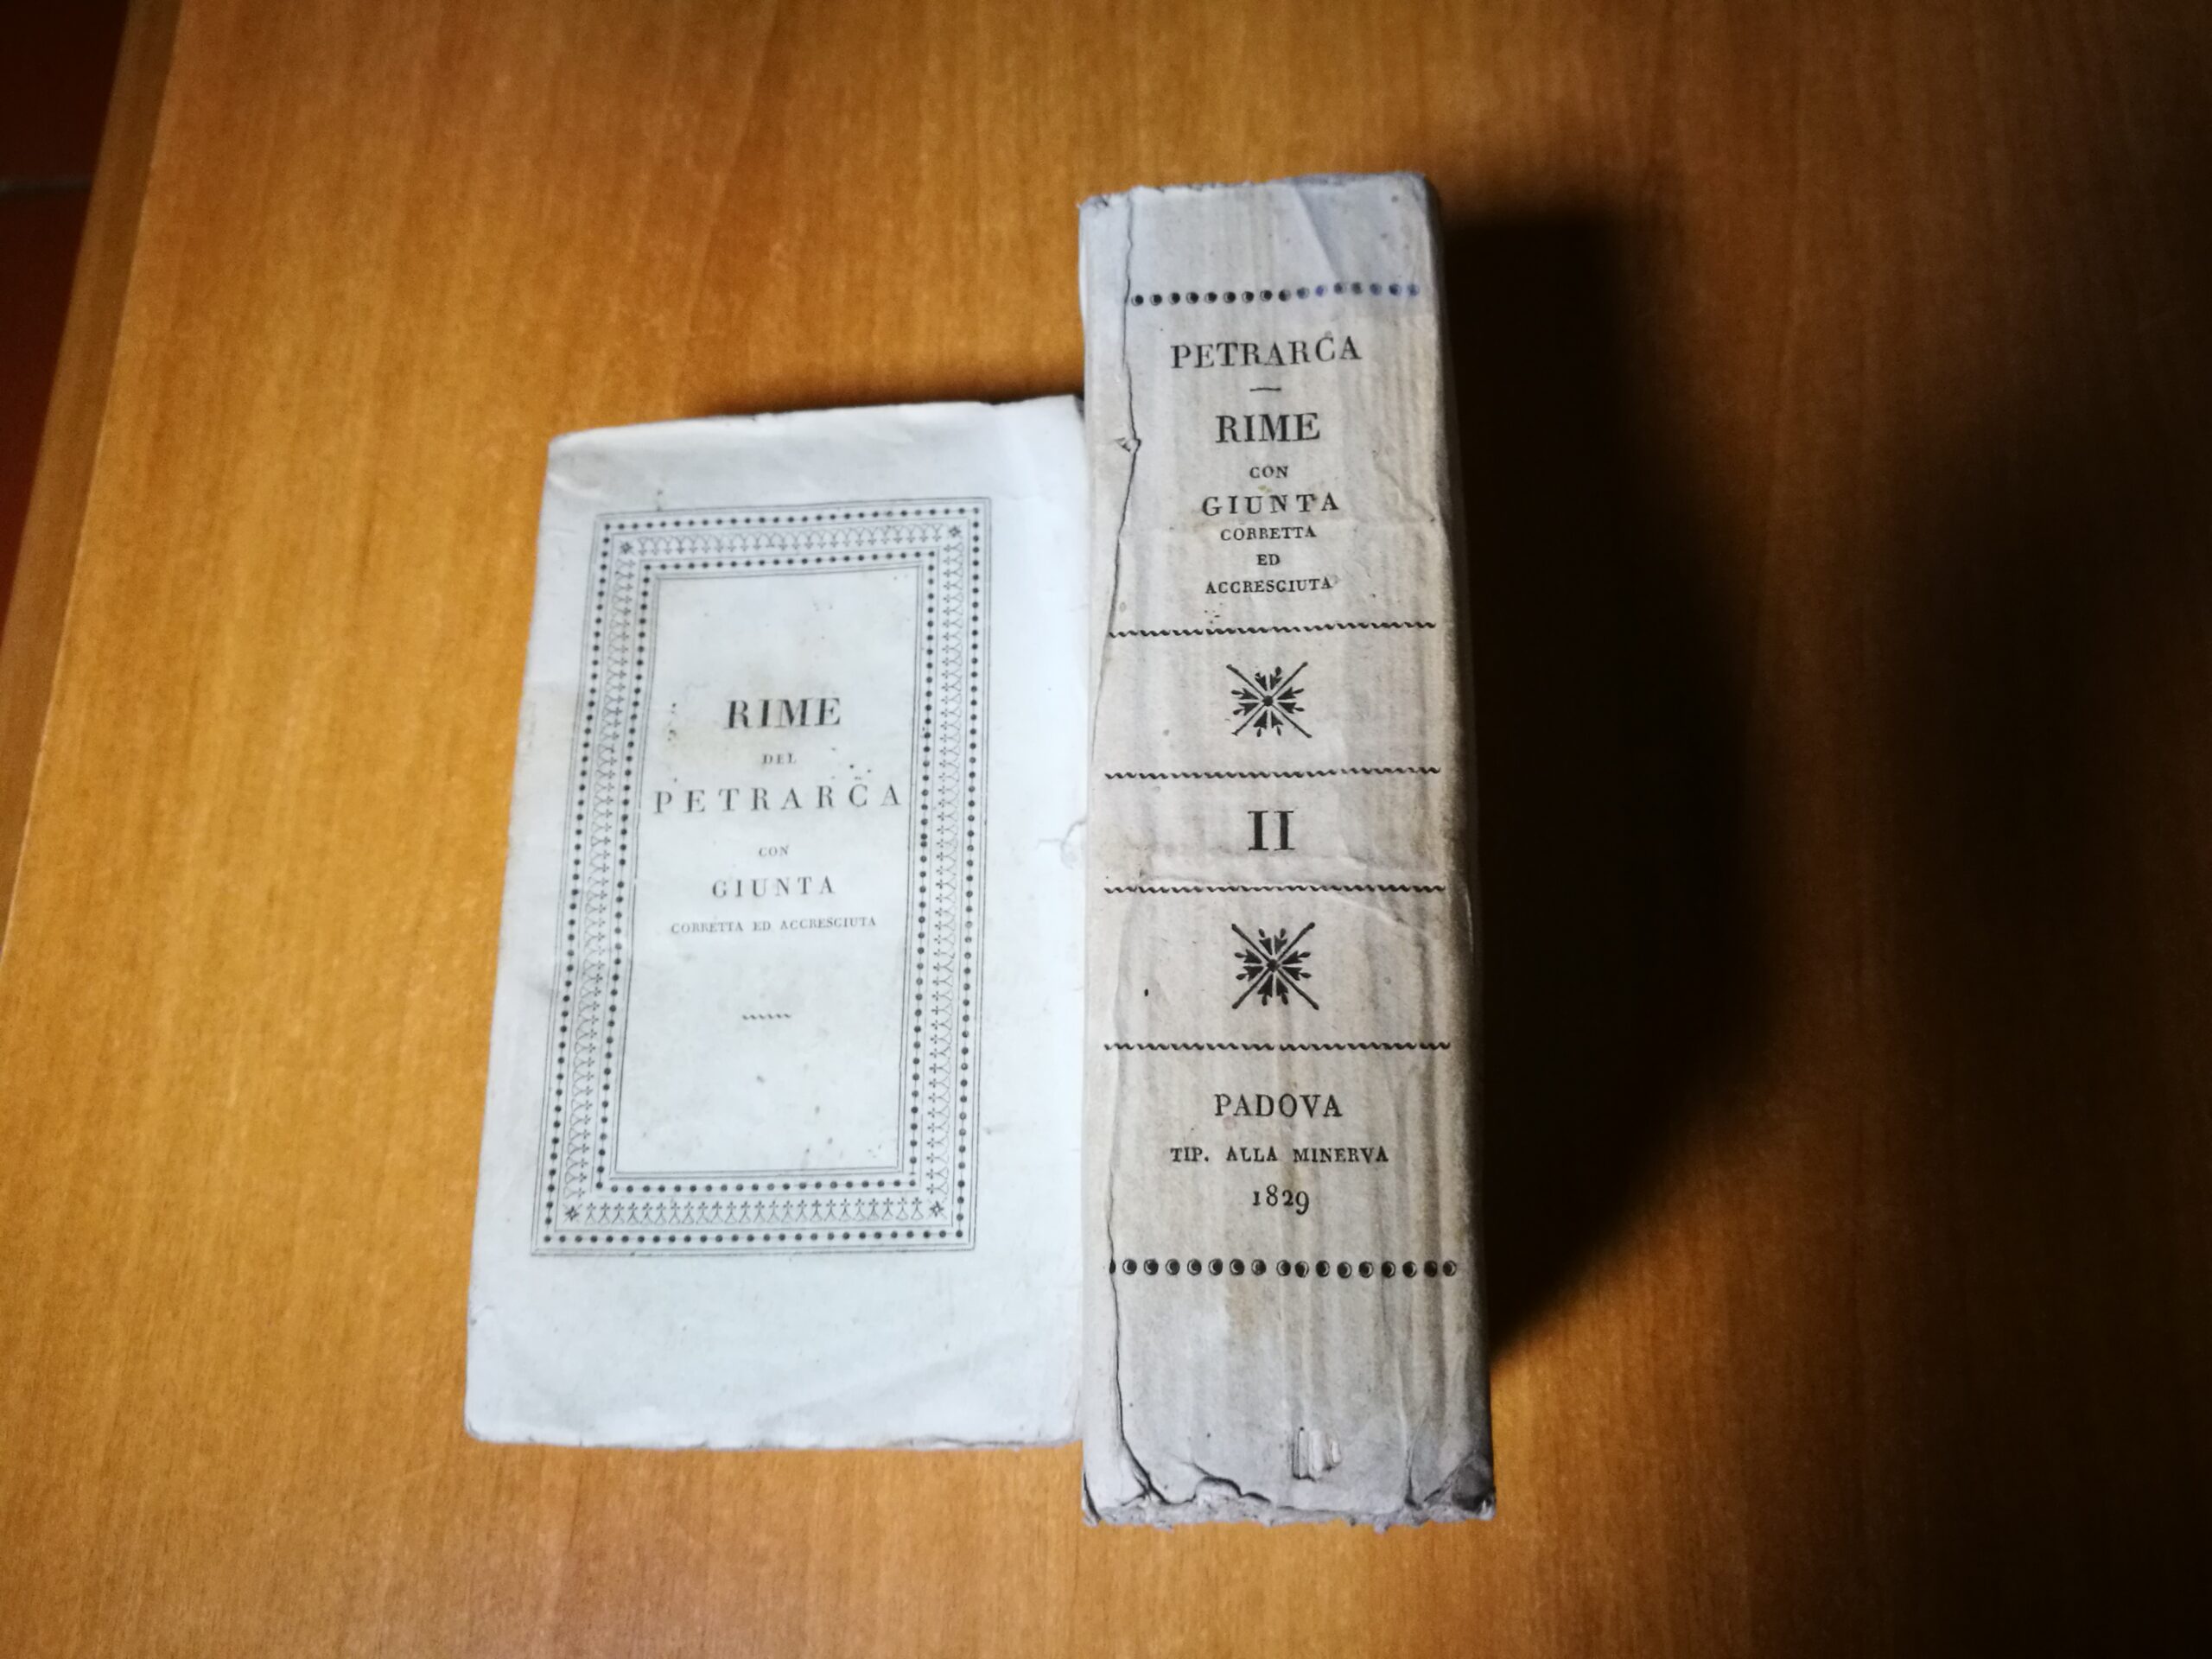 RIME
DEL
PETRARCA
CON
GIUNTA
CORRETTA ED ACCRESCIUTA
PETRARCA
RIME
CON
GIUNTA
CORRETTA
ED
ACCRESCIUTA
II
PADOVA
TIP. ALLA MINERVA
1829